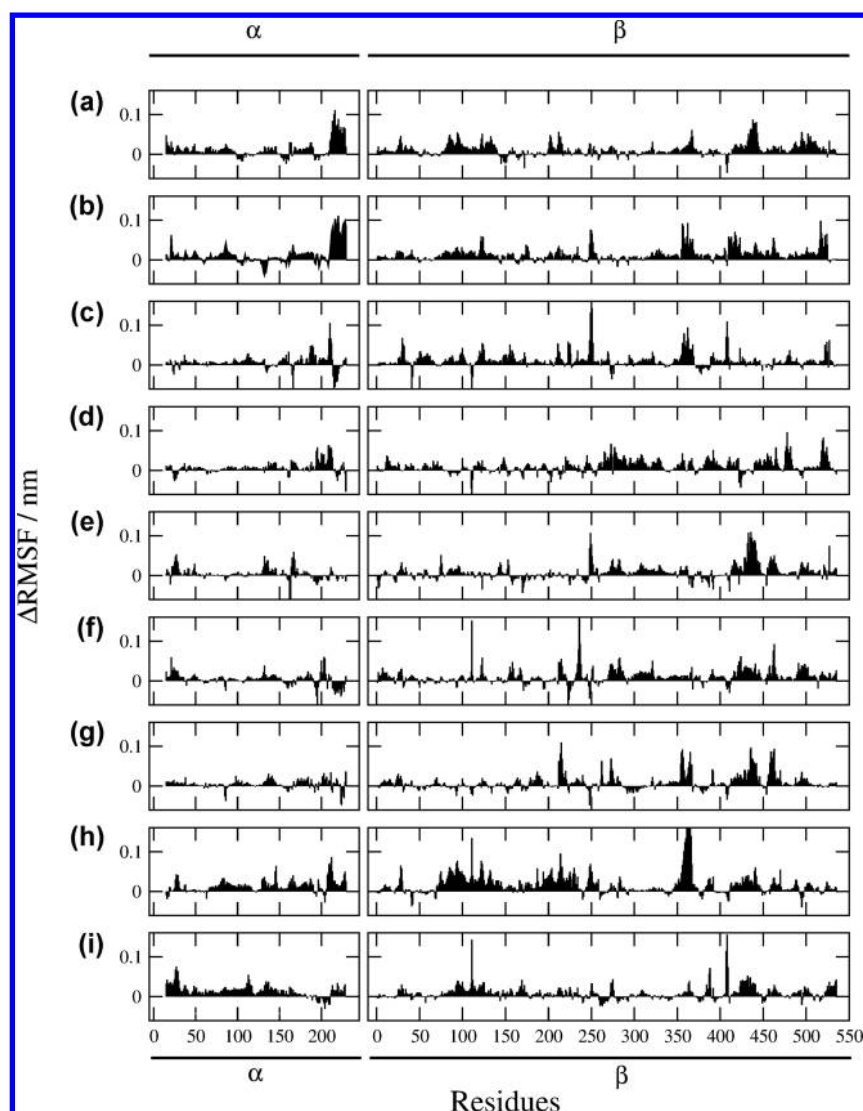 α β
(a) 0.1
0
(b) 0.1
0
(c) 0.1
0
(d) 0.1
0
(e) 0.1
0
(f) 0.1
0
(g) 0.1
0
(h) 0.1
0
(i) 0.1
0
ΔRMSF / nm
0 50 100 150 200 0 50 100 150 200 250 300 350 400 450 500 550
α β
Residues